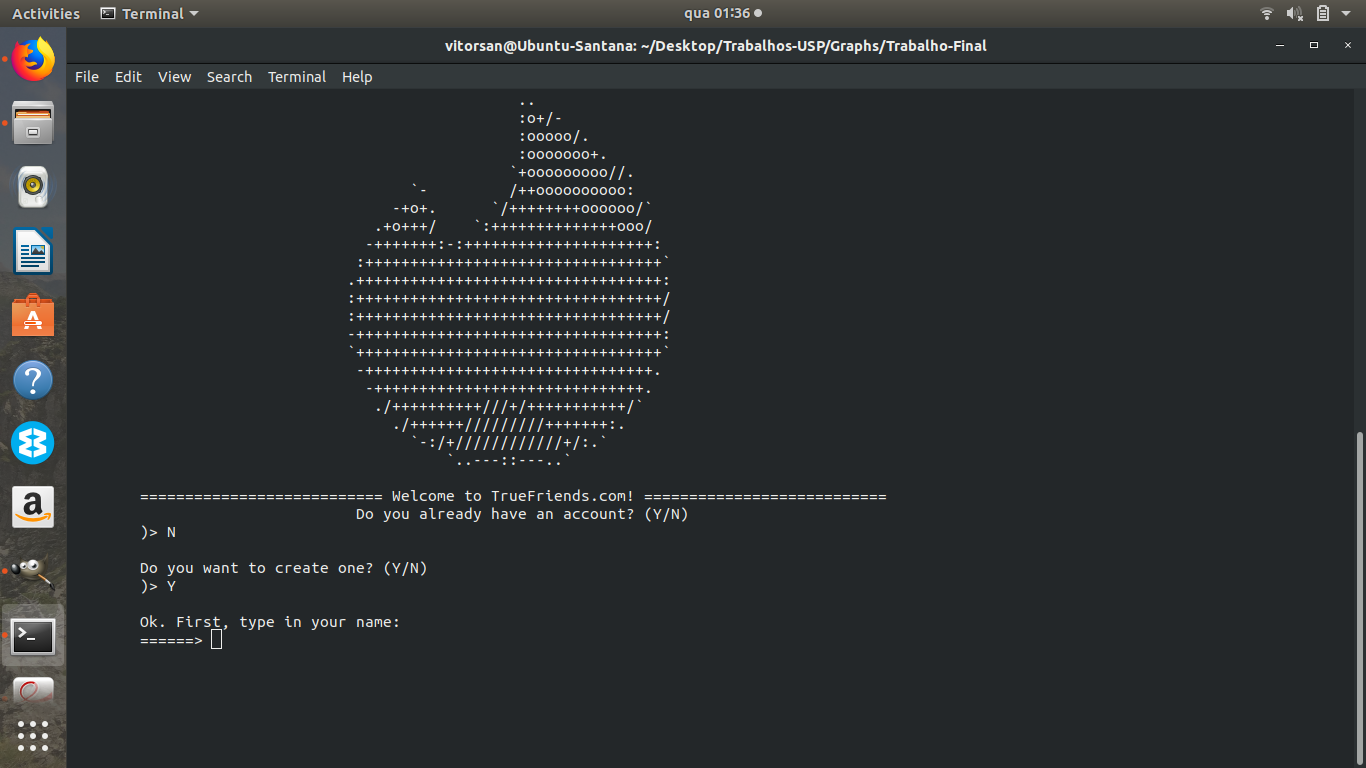 Activities Terminal qua 01:36
vitorsan@Ubuntu-Santana: ~/Desktop/Trabalhos-USP/Graphs/Trabalho-Final
File Edit View Search Terminal Help
..
:o+/-
:ooooo/.
:ooooooo+.
`+ooooooooo//.
`- /++oooooooooo:
-+o+. `/++++++++oooooo/`
.+o+++/ `:++++++++++++++ooo/
-+++++++:-:+++++++++++++++++++++:
:+++++++++++++++++++++++++++++++++`
.++++++++++++++++++++++++++++++++++:
:++++++++++++++++++++++++++++++++++/
:++++++++++++++++++++++++++++++++++/
-++++++++++++++++++++++++++++++++++:
`++++++++++++++++++++++++++++++++++`
-++++++++++++++++++++++++++++++++.
-++++++++++++++++++++++++++++++.
./++++++++++///+/+++++++++++/`
./++++++/////////+++++++:.
`-:/+////////////+/:.`
`..---::---..`
=========================== Welcome to TrueFriends.com! ===========================
Do you already have an account? (Y/N)
)> N
Do you want to create one? (Y/N)
)> Y
Ok. First, type in your name:
======>